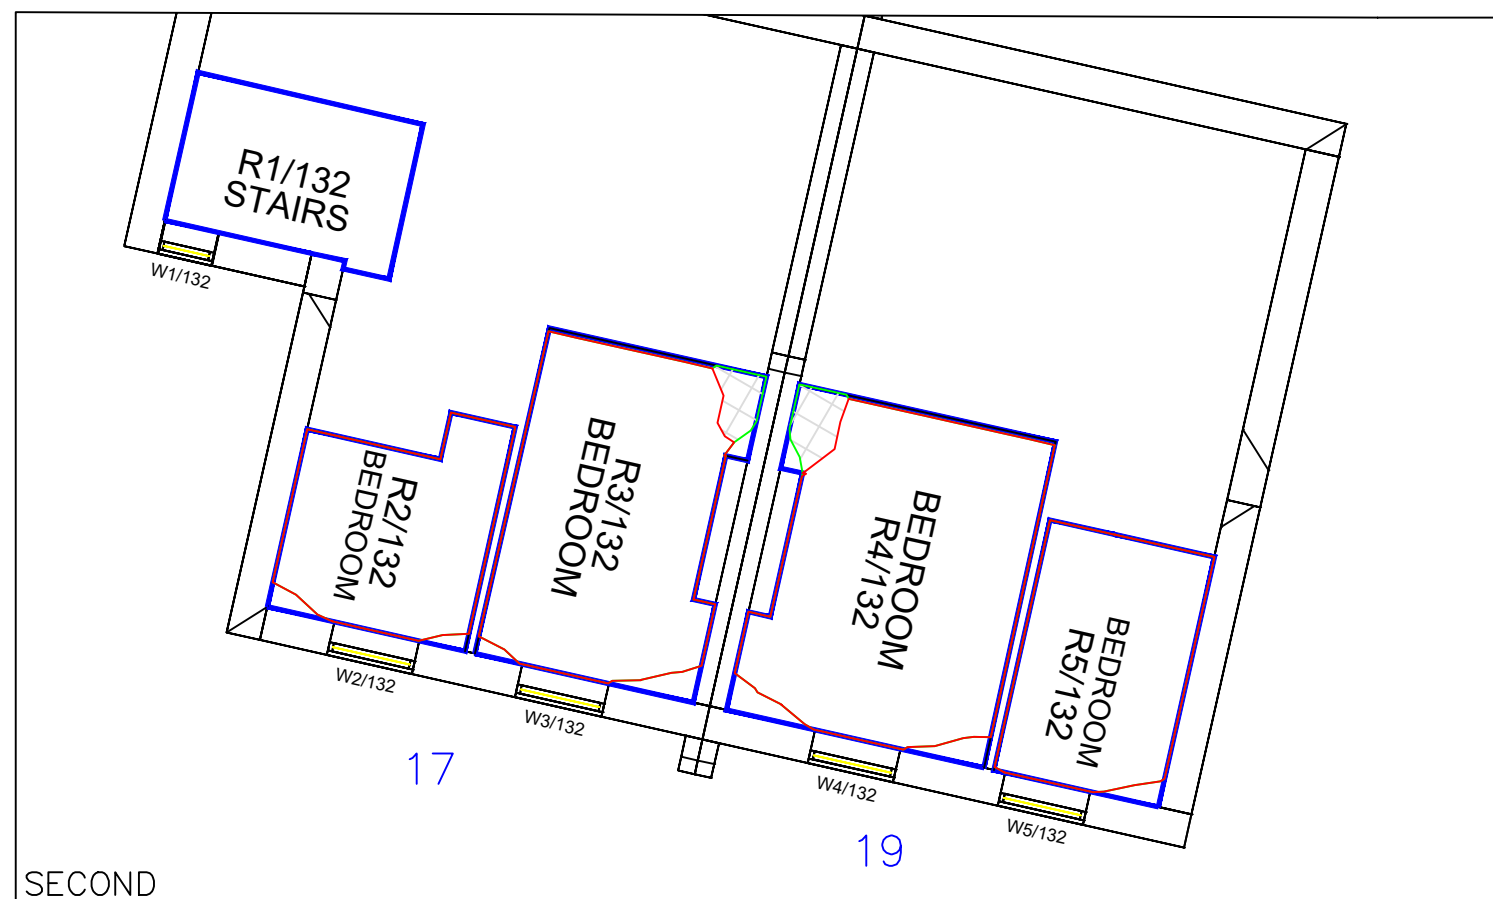 R1/132
STAIRS
W1/132
R2/132
BEDROOM
R3/132
BEDROOM
BEDROOM
R4/132
BEDROOM
R5/132
W2/132
W3/132
W4/132
W5/132
17
19
SECOND